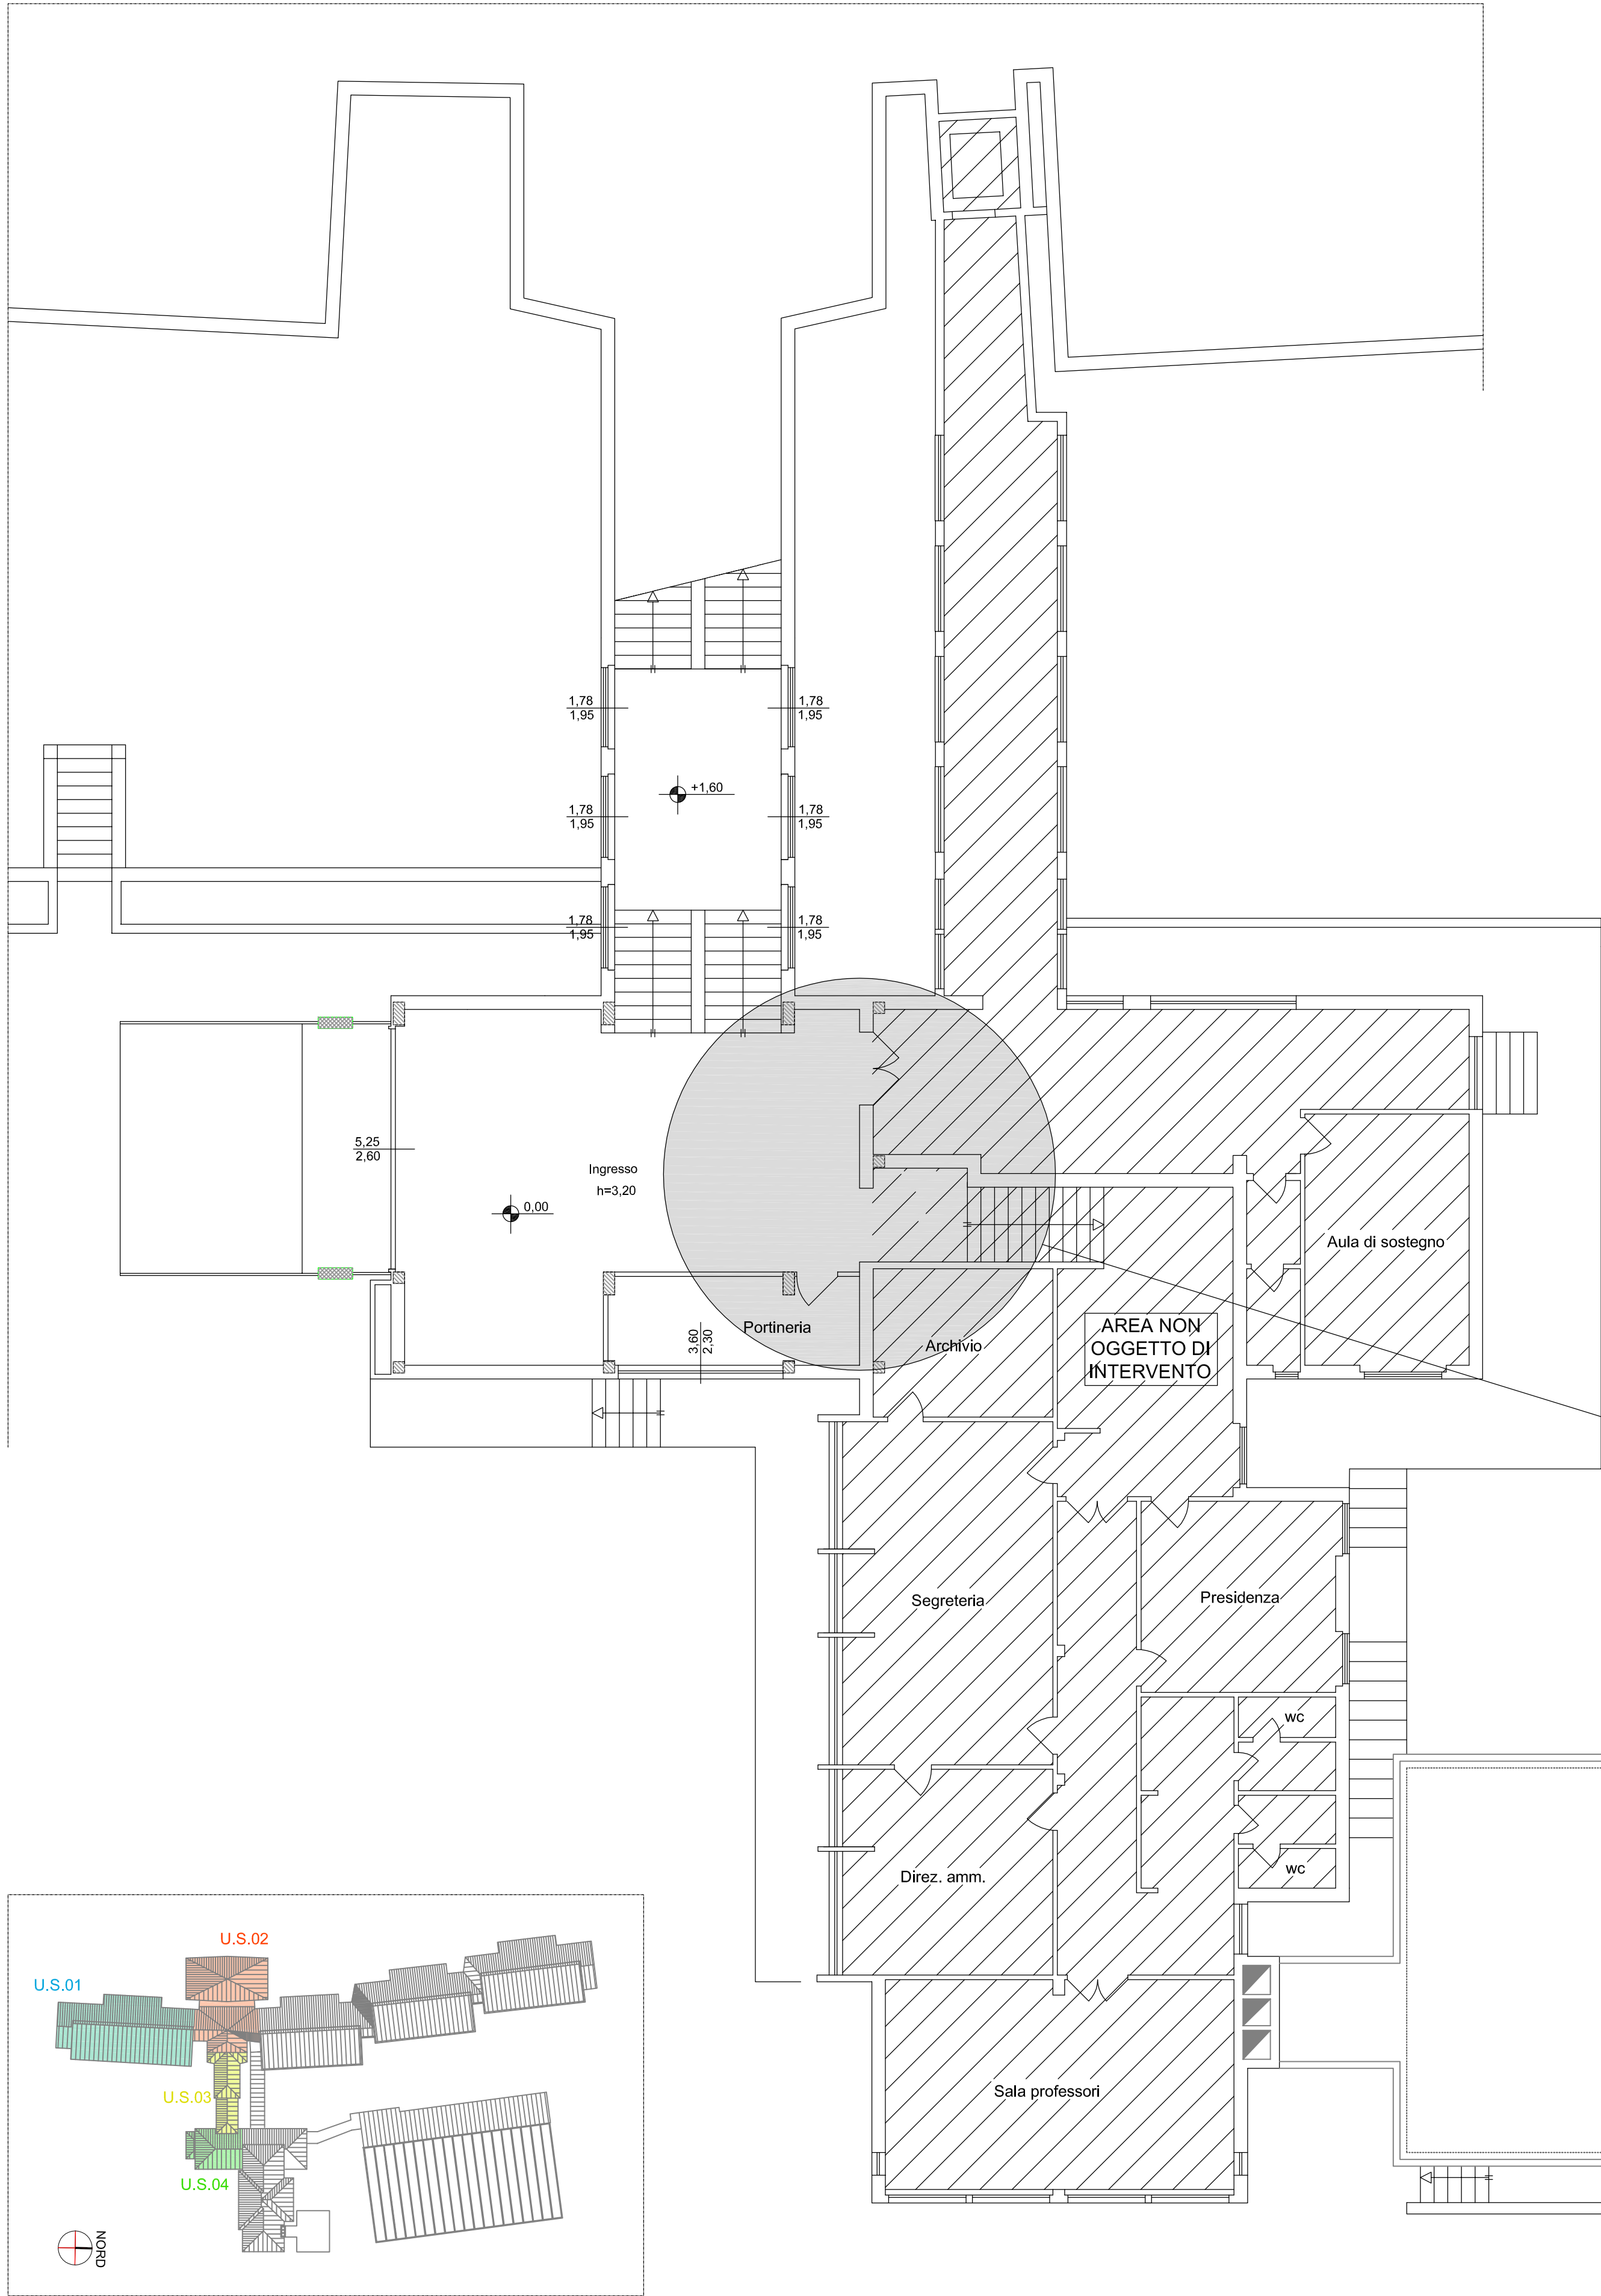 1,78
1,95
1,78
1,95
+1,60
1,78
1,95
1,78
1,95
1,78
1,95
1,78
1,95
5,25
2,60
Ingresso
h=3,20
0,00
Aula di sostegno
Portineria
3,60
2,30
Archivio
AREA NON
OGGETTO DI
INTERVENTO
Segreteria
Presidenza
wc
Direz. amm.
wc
Sala professori
U.S.02
U.S.01
U.S.03
U.S.04
NORD